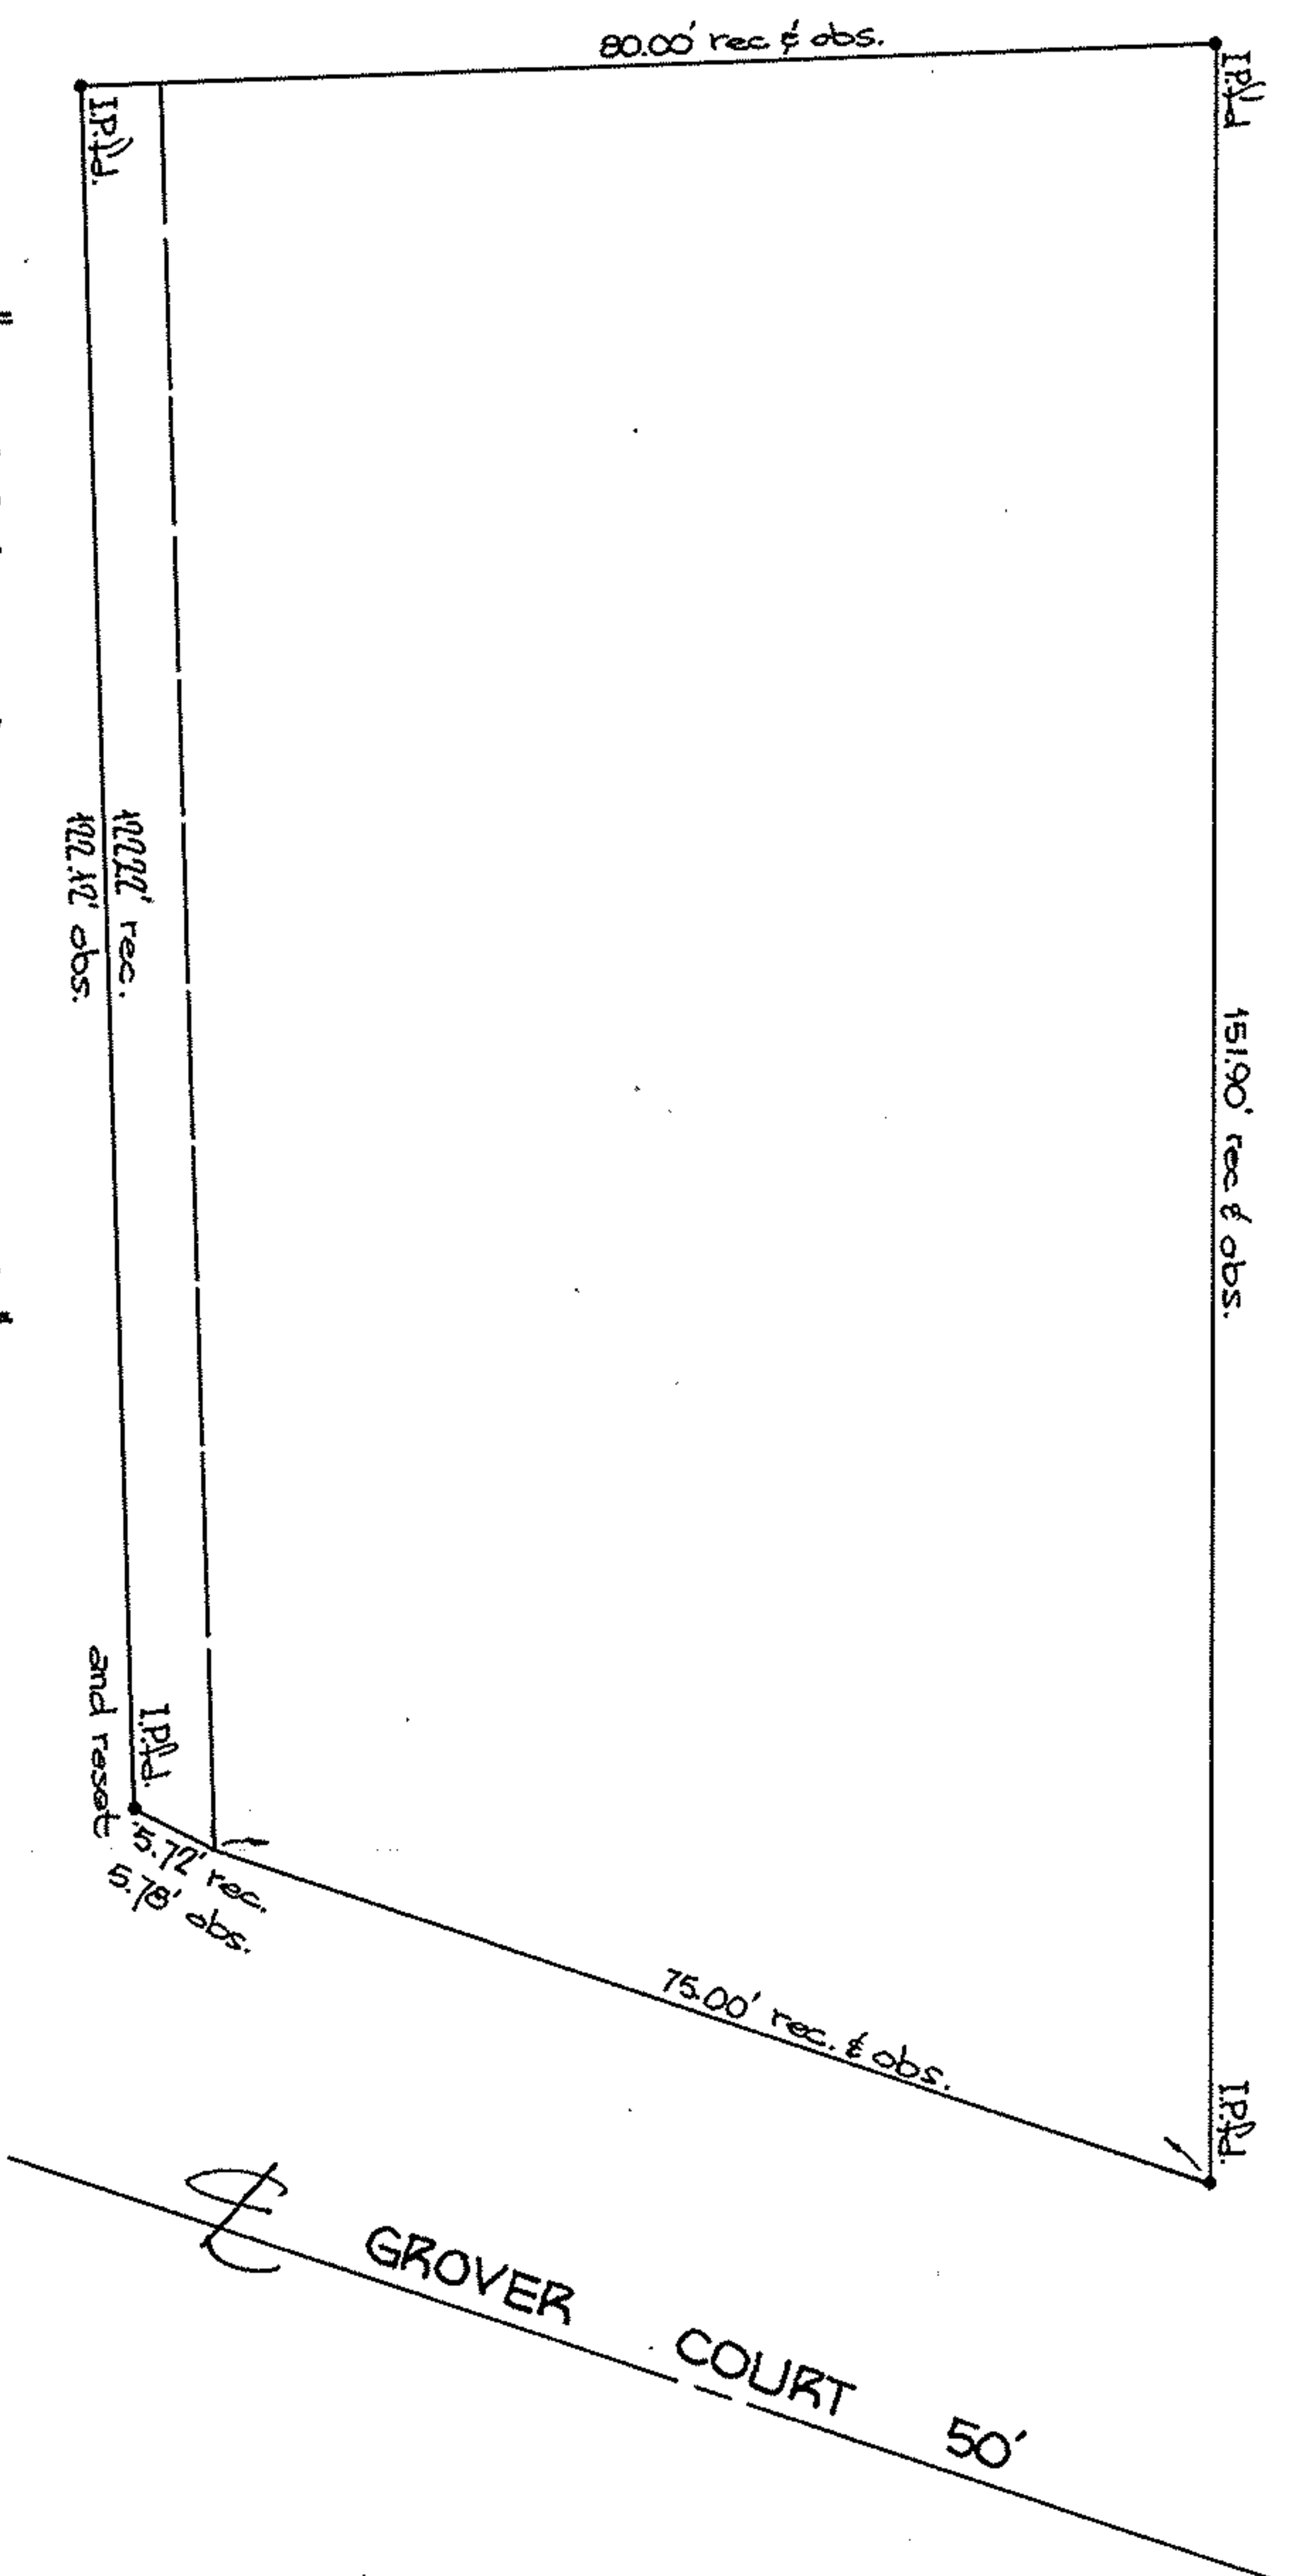 80.00' rec & obs.
I.P.fd
I.P.fd.
122.22' rec.
122.12' obs.
151.90' rec & obs.
I.P.fd.
and reset
5.72' rec.
5.78' obs.
75.00' rec. & obs.
I.P.fd.
℄ GROVER COURT 50'